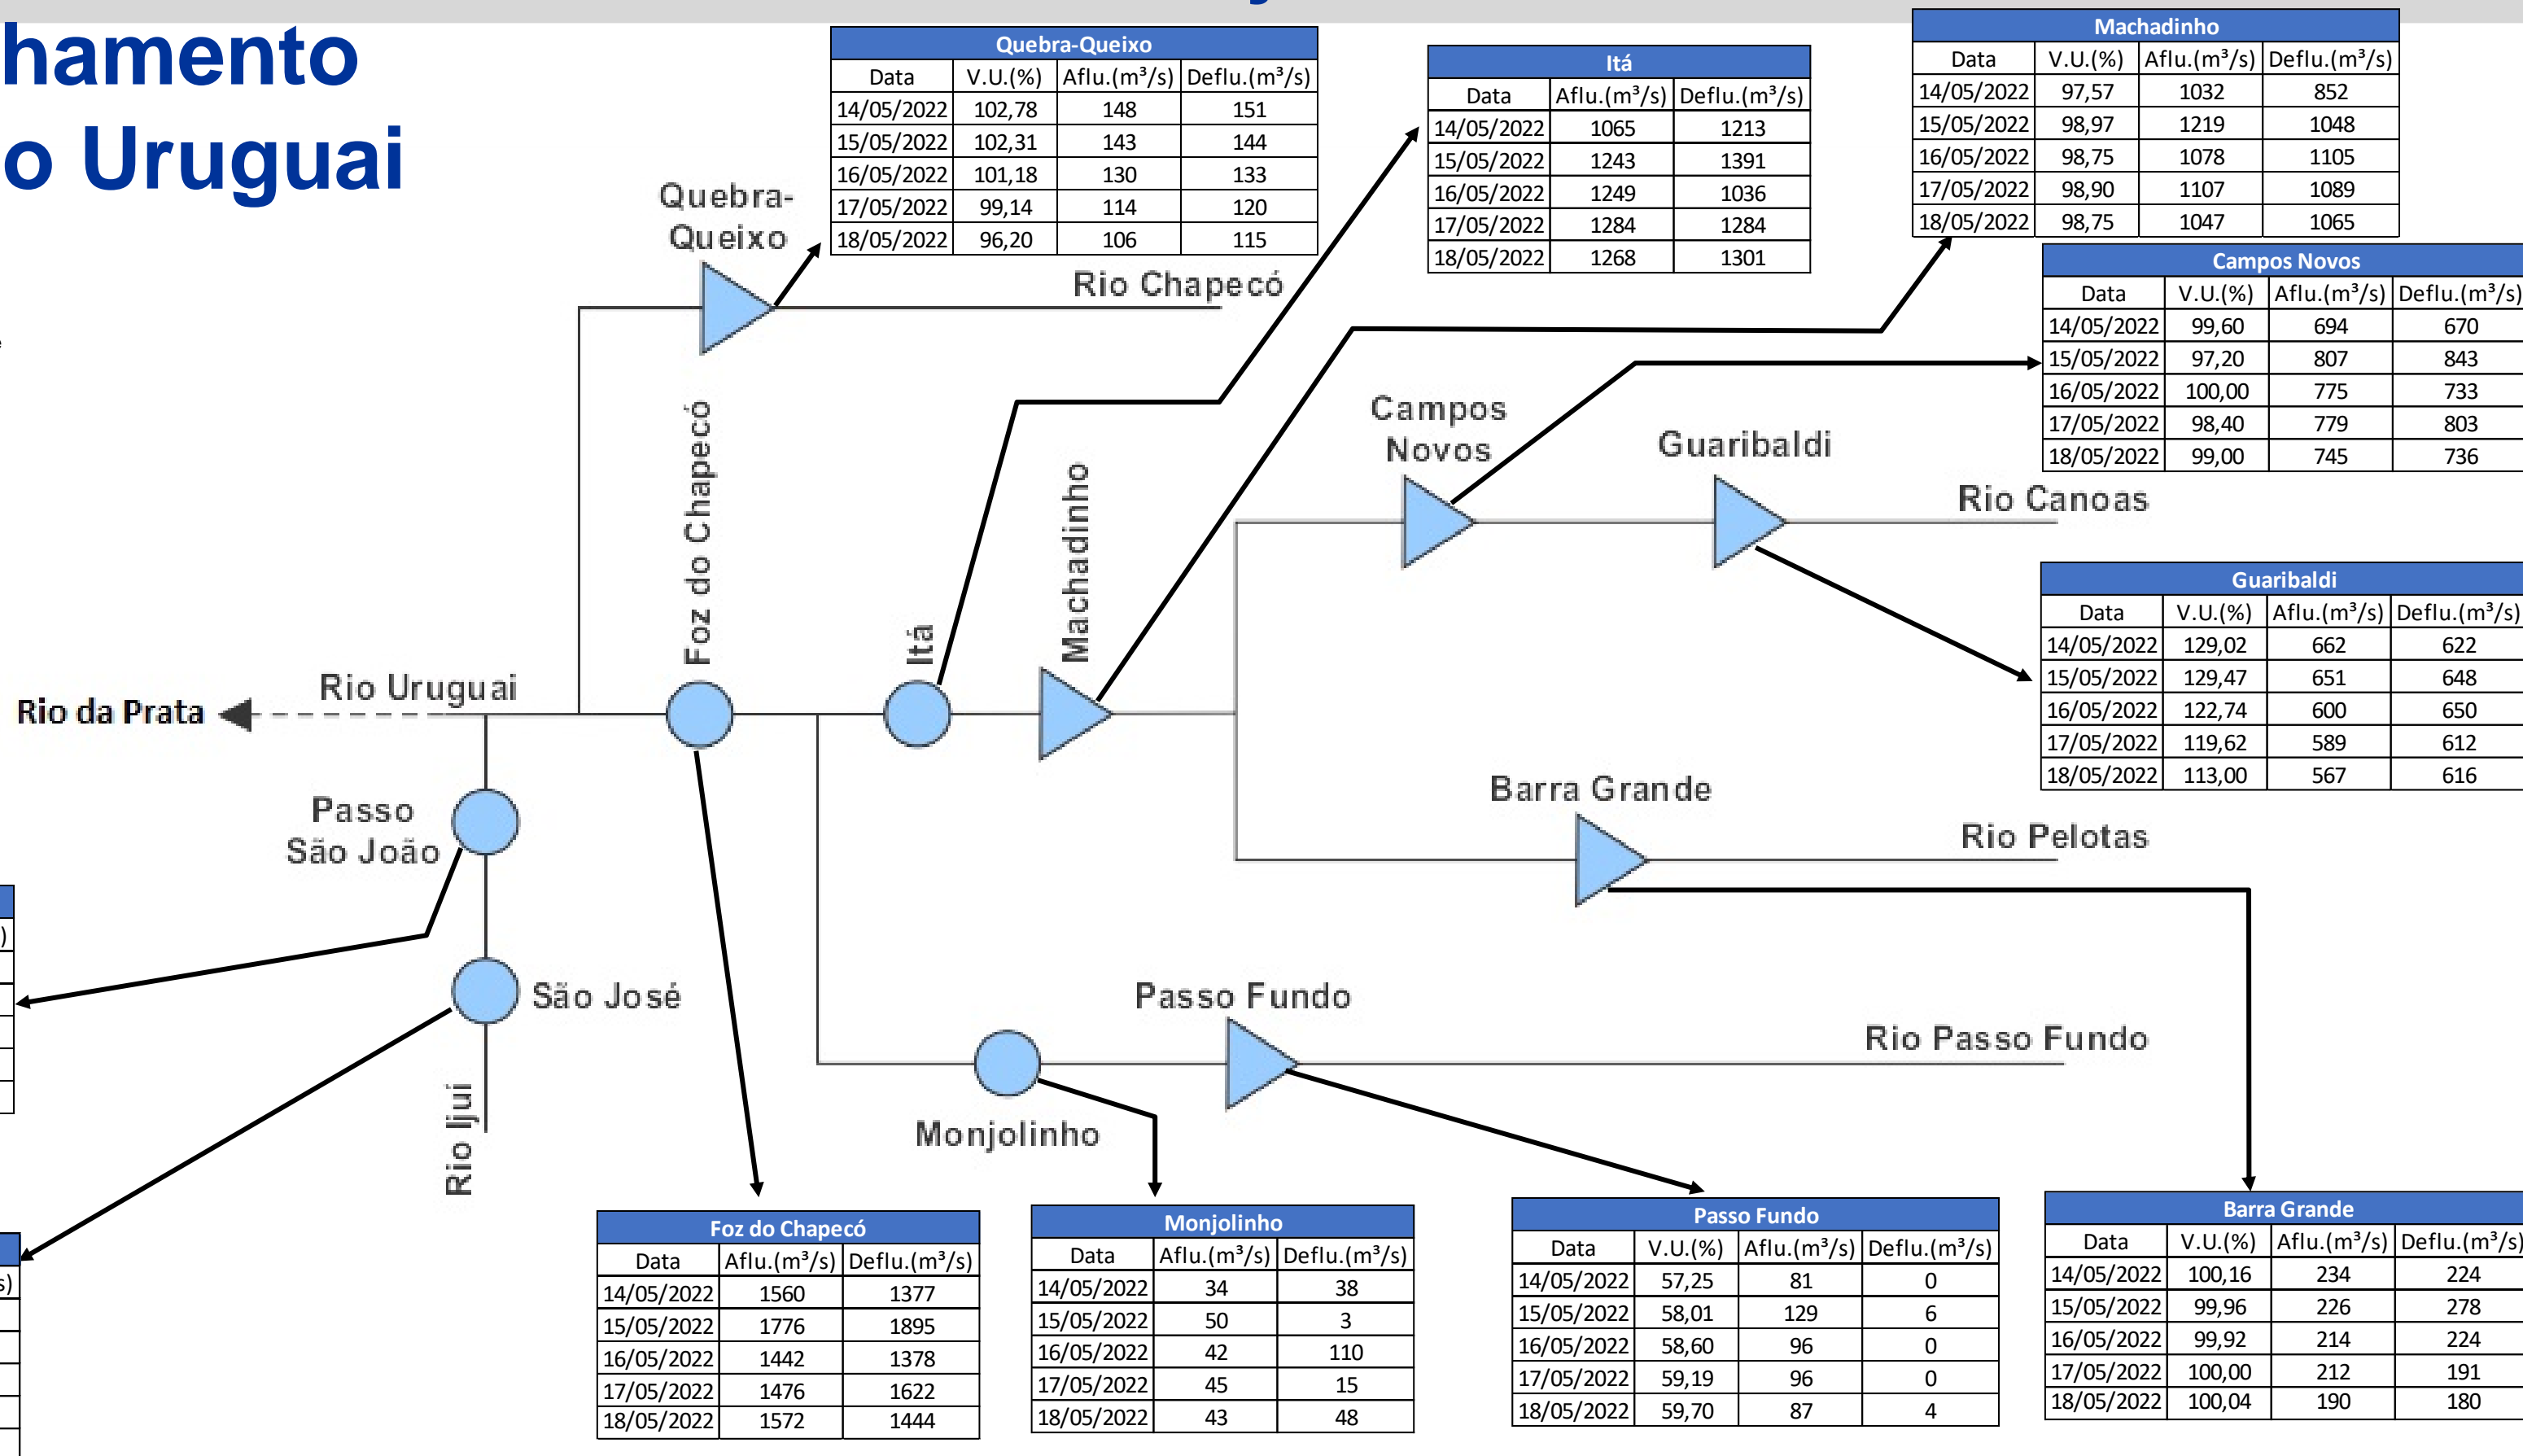 hamento
o Uruguai
Quebra-Queixo
Data V.U.(%) Aflu.(m³/s) Deflu.(m³/s)
14/05/2022 102,78 148 151
15/05/2022 102,31 143 144
16/05/2022 101,18 130 133
17/05/2022 99,14 114 120
18/05/2022 96,20 106 115
Itá
Data Aflu.(m³/s) Deflu.(m³/s)
14/05/2022 1065 1213
15/05/2022 1243 1391
16/05/2022 1249 1036
17/05/2022 1284 1284
18/05/2022 1268 1301
Machadinho
Data V.U.(%) Aflu.(m³/s) Deflu.(m³/s)
14/05/2022 97,57 1032 852
15/05/2022 98,97 1219 1048
16/05/2022 98,75 1078 1105
17/05/2022 98,90 1107 1089
18/05/2022 98,75 1047 1065
Campos Novos
Data V.U.(%) Aflu.(m³/s) Deflu.(m³/s)
14/05/2022 99,60 694 670
15/05/2022 97,20 807 843
16/05/2022 100,00 775 733
17/05/2022 98,40 779 803
18/05/2022 99,00 745 736
Quebra-
Queixo
Rio Chapecó
Foz do Chapecó
Itá
Machadinho
Campos
Novos
Guaribaldi
Rio Canoas
Guaribaldi
Data V.U.(%) Aflu.(m³/s) Deflu.(m³/s)
14/05/2022 129,02 662 622
15/05/2022 129,47 651 648
16/05/2022 122,74 600 650
17/05/2022 119,62 589 612
18/05/2022 113,00 567 616
Rio da Prata
Rio Uruguai
Passo
São João
Barra Grande
Rio Pelotas
São José
Passo Fundo
Rio Passo Fundo
Monjolinho
Rio Ijuí
Foz do Chapecó
Data Aflu.(m³/s) Deflu.(m³/s)
14/05/2022 1560 1377
15/05/2022 1776 1895
16/05/2022 1442 1378
17/05/2022 1476 1622
18/05/2022 1572 1444
Monjolinho
Data Aflu.(m³/s) Deflu.(m³/s)
14/05/2022 34 38
15/05/2022 50 3
16/05/2022 42 110
17/05/2022 45 15
18/05/2022 43 48
Passo Fundo
Data V.U.(%) Aflu.(m³/s) Deflu.(m³/s)
14/05/2022 57,25 81 0
15/05/2022 58,01 129 6
16/05/2022 58,60 96 0
17/05/2022 59,19 96 0
18/05/2022 59,70 87 4
Barra Grande
Data V.U.(%) Aflu.(m³/s) Deflu.(m³/s)
14/05/2022 100,16 234 224
15/05/2022 99,96 226 278
16/05/2022 99,92 214 224
17/05/2022 100,00 212 191
18/05/2022 100,04 190 180